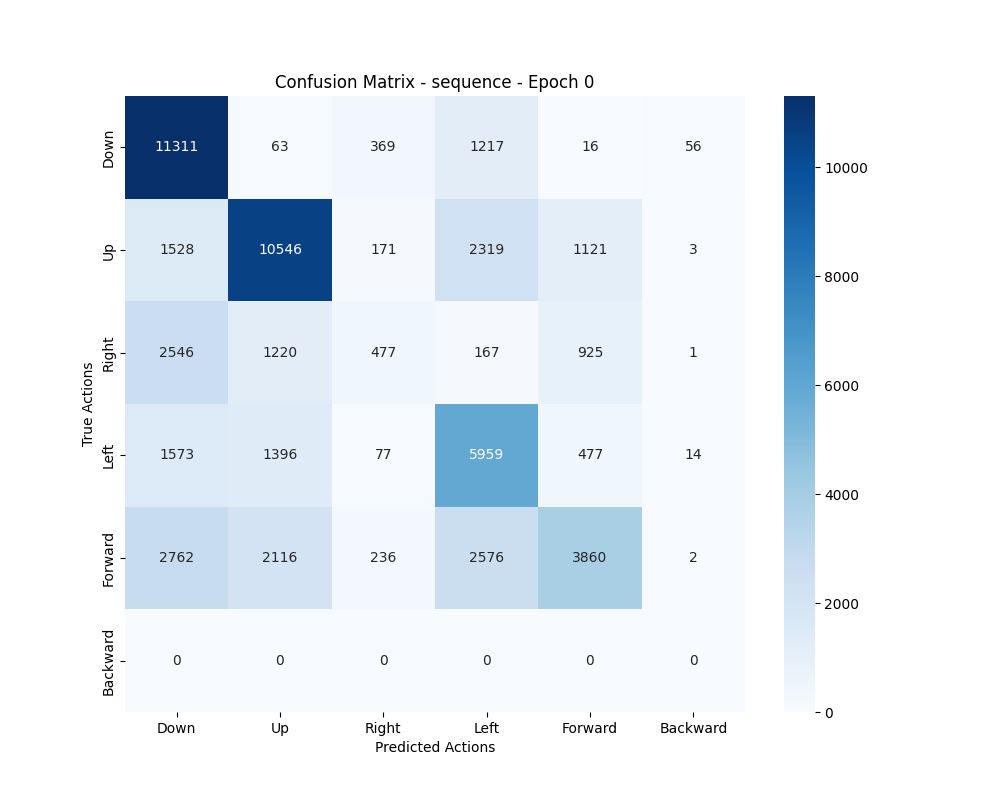 Confusion Matrix - sequence - Epoch 0
Down 11311 63 369 1217 16 56
Up 1528 10546 171 2319 1121 3
Right 2546 1220 477 167 925 1
Left 1573 1396 77 5959 477 14
Forward 2762 2116 236 2576 3860 2
Backward 0 0 0 0 0 0
Down Up Right Left Forward Backward
Predicted Actions
True Actions
10000
8000
6000
4000
2000
0